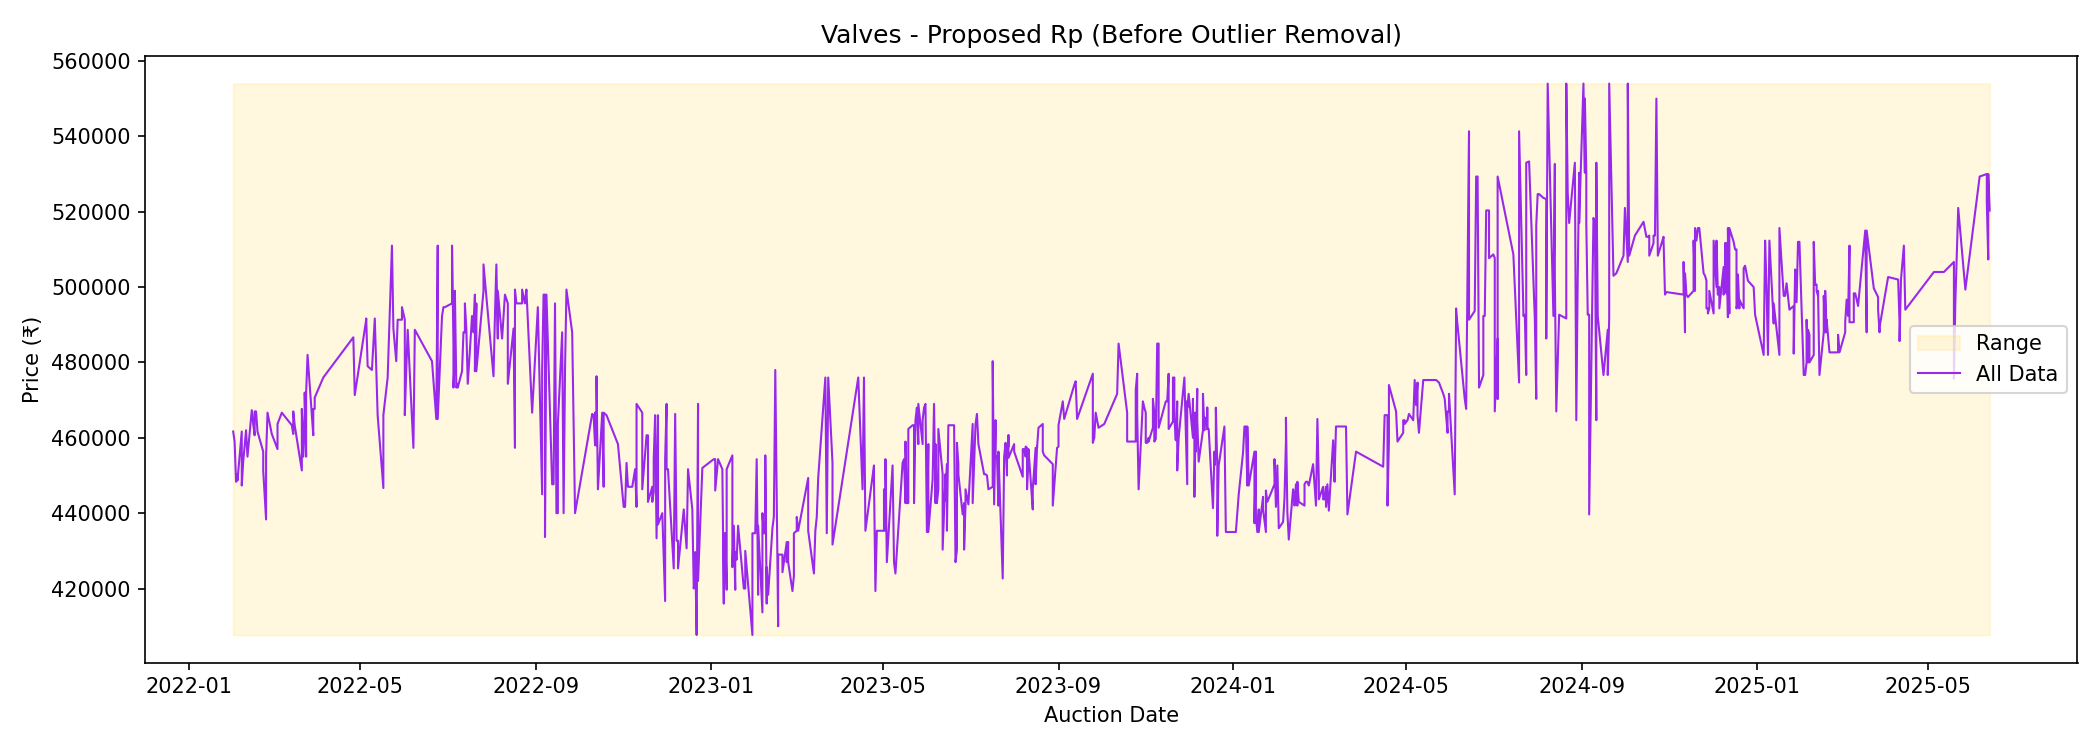 Valves - Proposed Rp (Before Outlier Removal)
560000
540000
520000
500000
480000
460000
440000
420000
Price (₹)
Range
All Data
2022-01 2022-05 2022-09 2023-01 2023-05 2023-09 2024-01 2024-05 2024-09 2025-01 2025-05
Auction Date